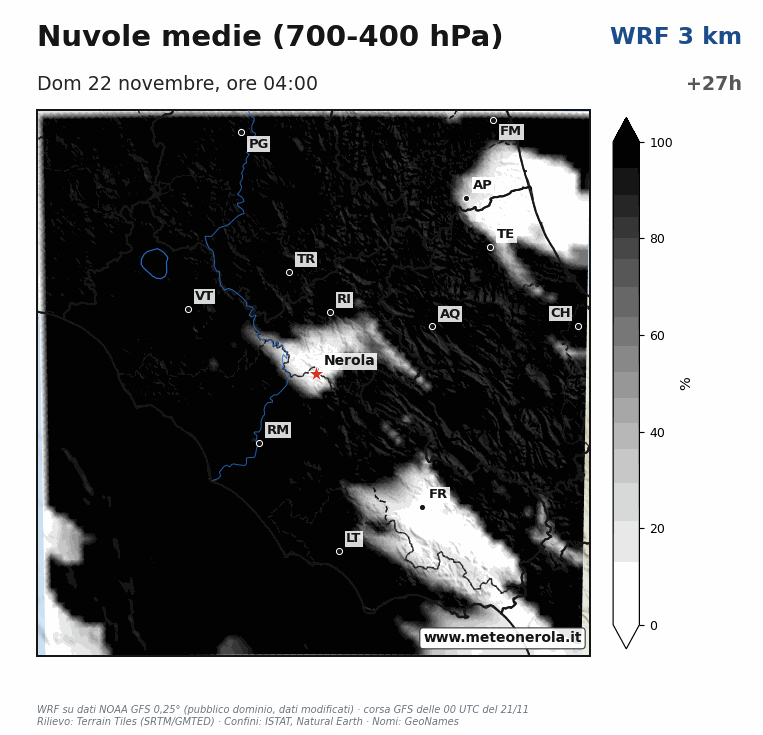 Nuvole medie (700-400 hPa)
WRF 3 km
Dom 22 novembre, ore 04:00
+27h
FM
PG
AP
TE
TR
VT
RI
AQ
CH
Nerola
RM
FR
LT
www.meteonerola.it
100
80
60
40
20
0
%
WRF su dati NOAA GFS 0,25° (pubblico dominio, dati modificati) · corsa GFS delle 00 UTC del 21/11
Rilievo: Terrain Tiles (SRTM/GMTED) · Confini: ISTAT, Natural Earth · Nomi: GeoNames